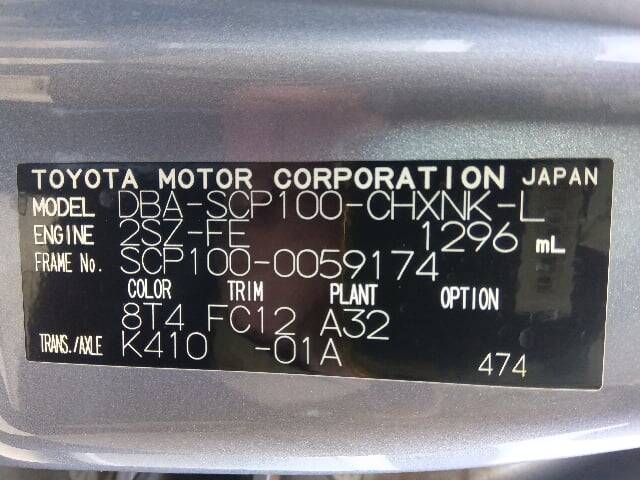 TOYOTA MOTOR CORPORATION JAPAN
MODEL DBA-SCP100-CHXNK-L
ENGINE 2SZ-FE 1296 mL
FRAME No. SCP100-0059174
COLOR TRIM PLANT OPTION
8T4 FC12 A32
TRANS./AXLE K410 -01A 474